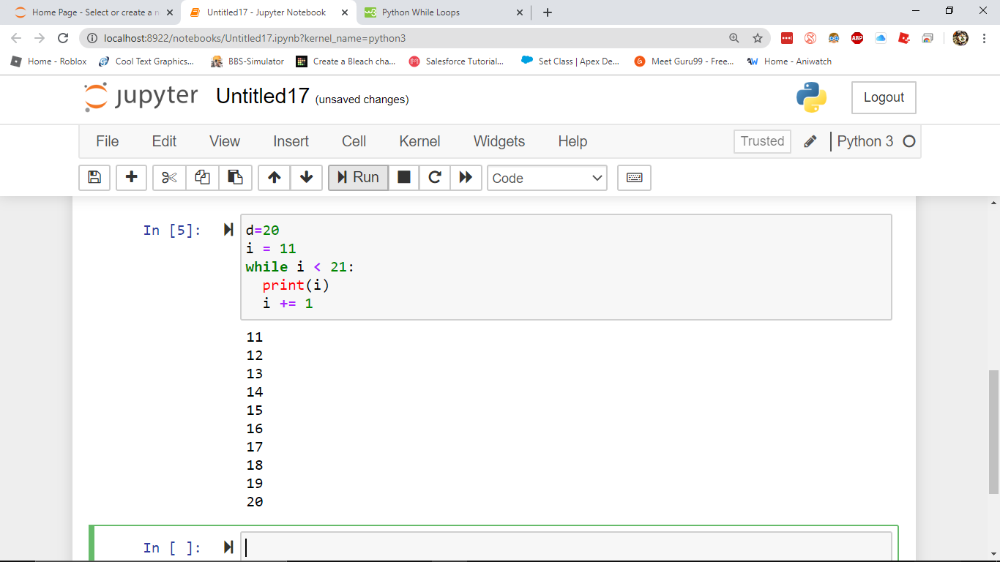 Home Page - Select or create a n
Untitled17 - Jupyter Notebook
Python While Loops
localhost:8922/notebooks/Untitled17.ipynb?kernel_name=python3
ABP
Home - Roblox
Cool Text Graphics...
BBS-Simulator
Create a Bleach cha...
Salesforce Tutorial...
Set Class | Apex De...
Meet Guru99 - Free...
Home - Aniwatch
jupyter
Untitled17 (unsaved changes)
Logout
File Edit View Insert Cell Kernel Widgets Help
Trusted
Python 3
Run
Code
In [5]:
d=20
i = 11
while i < 21:
  print(i)
  i += 1
11
12
13
14
15
16
17
18
19
20
In [ ]: